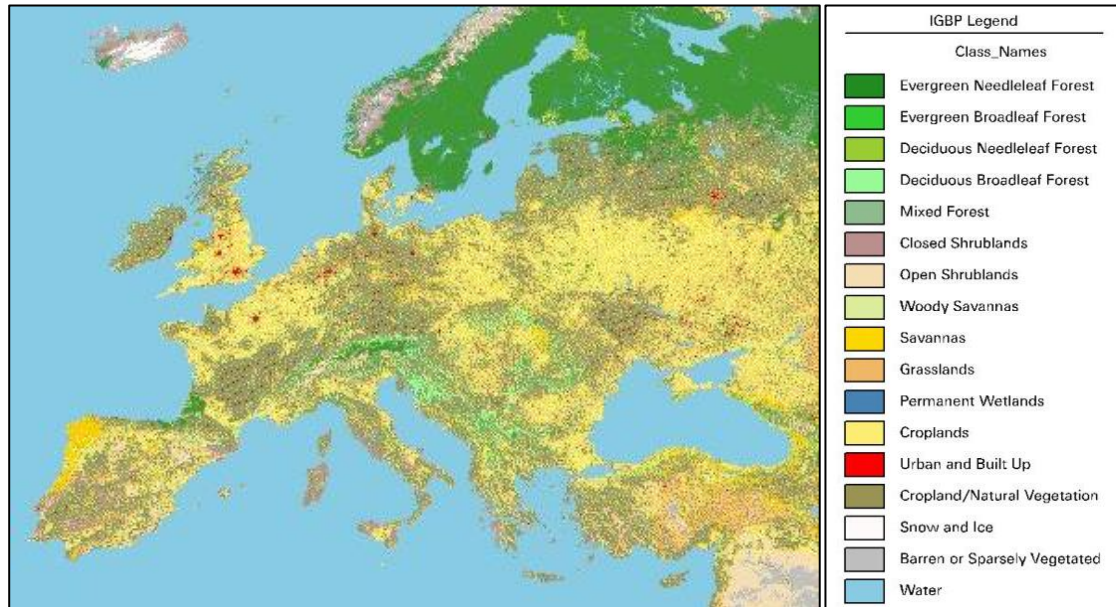 IGBP Legend
Class_Names
Evergreen Needleleaf Forest
Evergreen Broadleaf Forest
Deciduous Needleleaf Forest
Deciduous Broadleaf Forest
Mixed Forest
Closed Shrublands
Open Shrublands
Woody Savannas
Savannas
Grasslands
Permanent Wetlands
Croplands
Urban and Built Up
Cropland/Natural Vegetation
Snow and Ice
Barren or Sparsely Vegetated
Water